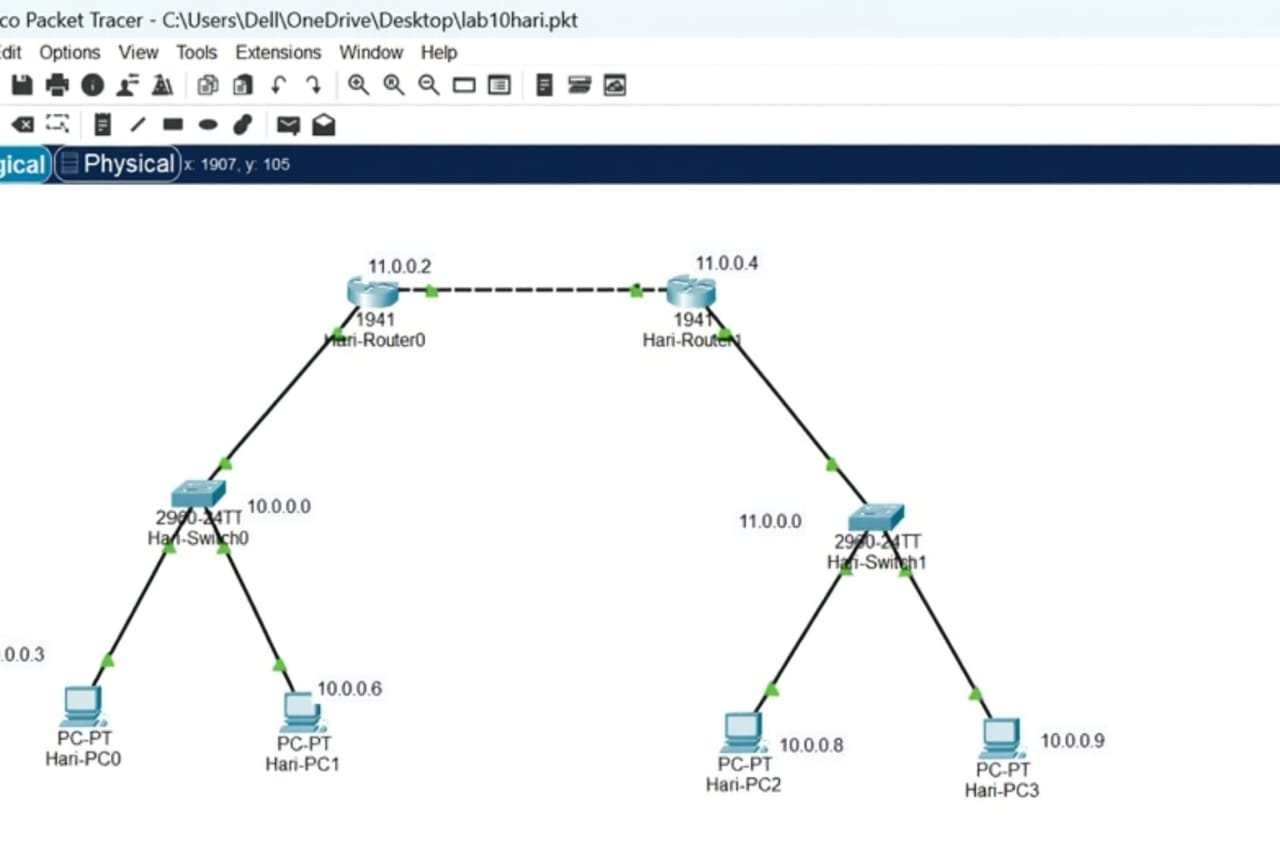 co Packet Tracer - C:\Users\Dell\OneDrive\Desktop\lab10hari.pkt
Edit Options View Tools Extensions Window Help
gical Physical x: 1907, y: 105
11.0.0.2
11.0.0.4
1941
Hari-Router0
1941
Hari-Router1
10.0.0.0
2960-24TT
Hari-Switch0
11.0.0.0
2960-24TT
Hari-Switch1
.0.0.3
10.0.0.6
PC-PT
Hari-PC0
PC-PT
Hari-PC1
10.0.0.8
10.0.0.9
PC-PT
Hari-PC2
PC-PT
Hari-PC3